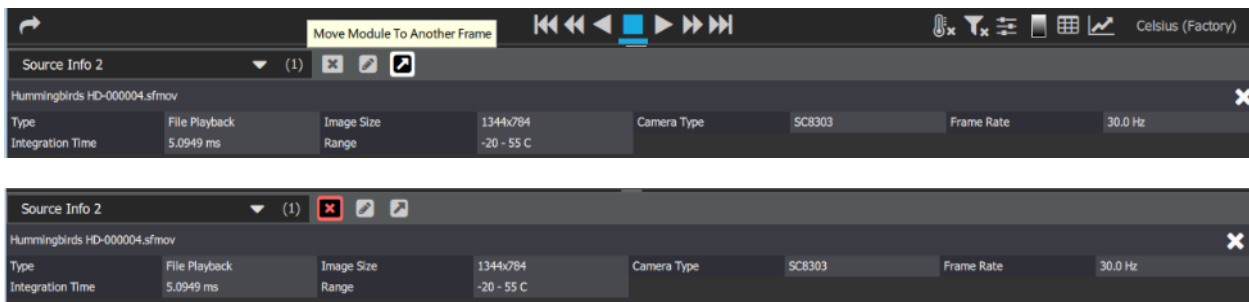 Move Module To Another Frame
Celsius (Factory)
Source Info 2 (1)
Hummingbirds HD-000004.sfmov
Type File Playback Image Size 1344x784 Camera Type SC8303 Frame Rate 30.0 Hz
Integration Time 5.0949 ms Range -20 - 55 C
Source Info 2 (1)
Hummingbirds HD-000004.sfmov
Type File Playback Image Size 1344x784 Camera Type SC8303 Frame Rate 30.0 Hz
Integration Time 5.0949 ms Range -20 - 55 C